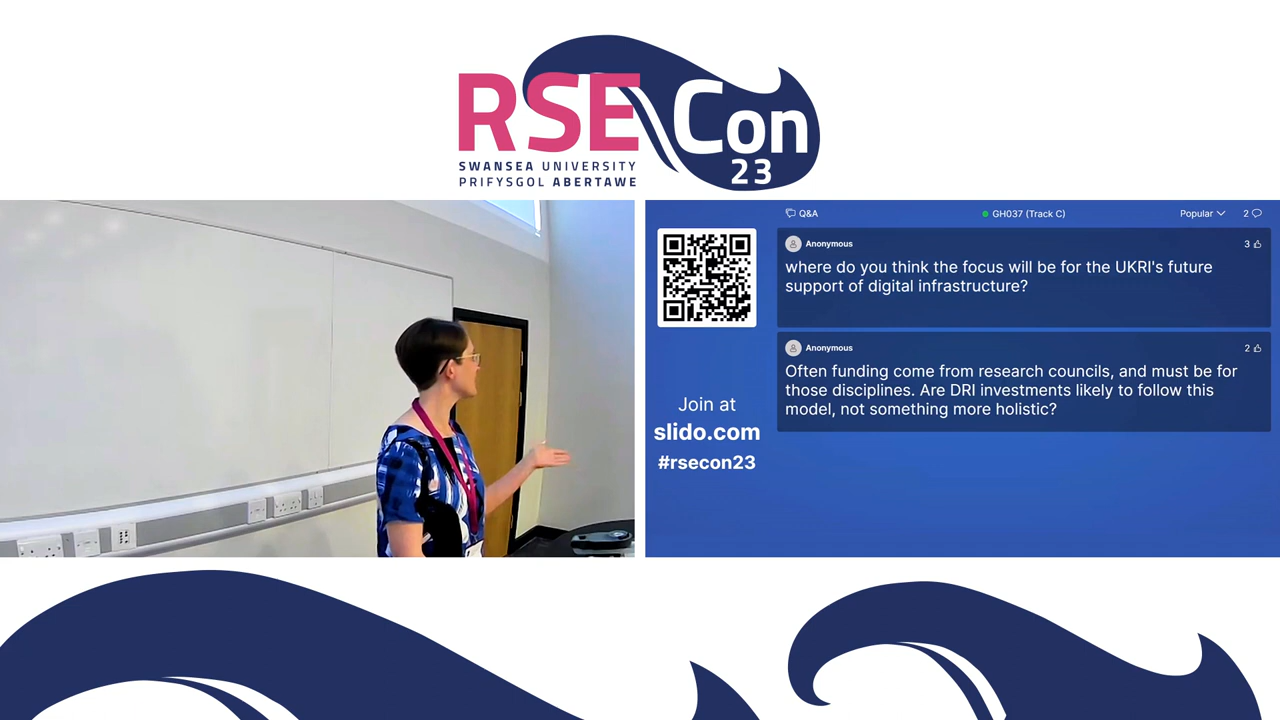 RSE Con
23
SWANSEA UNIVERSITY
PRIFYSGOL ABERTAWE
Q&A
GH037 (Track C)
Popular
2
Anonymous
3
where do you think the focus will be for the UKRI's future
support of digital infrastructure?
Anonymous
2
Often funding come from research councils, and must be for
those disciplines. Are DRI investments likely to follow this
model, not something more holistic?
Join at
slido.com
#rsecon23